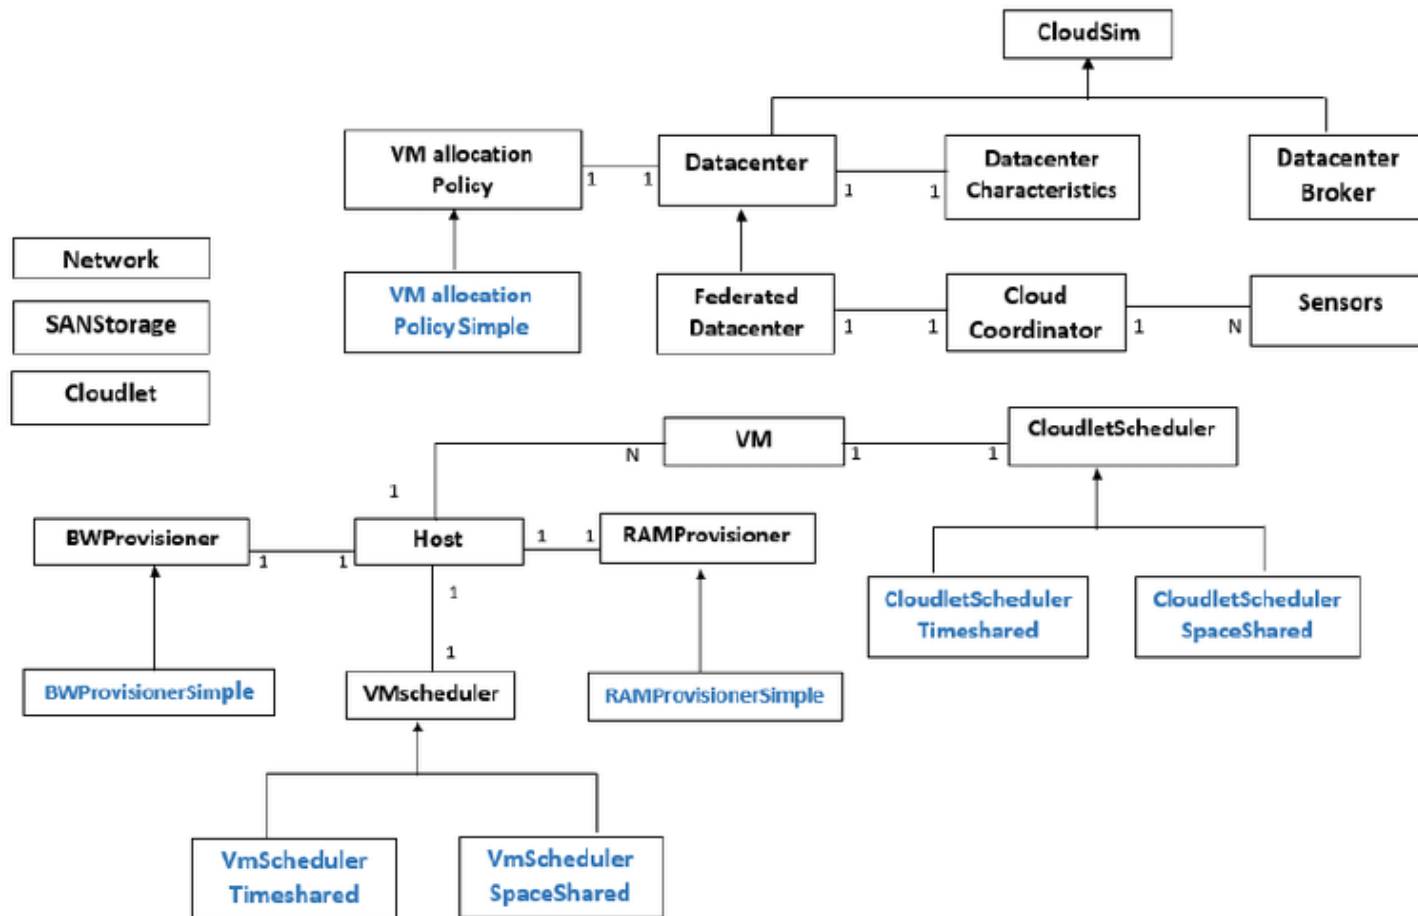 CloudSim
VM allocation
Policy
1
1
Datacenter
1
1
Datacenter
Characteristics
Datacenter
Broker
Network
SANStorage
Cloudlet
VM allocation
Policy Simple
Federated
Datacenter
1
1
Cloud
Coordinator
1
N
Sensors
VM
N
1
1
1
CloudletScheduler
BWProvisioner
1
1
Host
1
1
RAMProvisioner
1
1
CloudletScheduler
Timeshared
CloudletScheduler
SpaceShared
BWProvisionerSimple
VMscheduler
RAMProvisionerSimple
VmScheduler
Timeshared
VmScheduler
SpaceShared